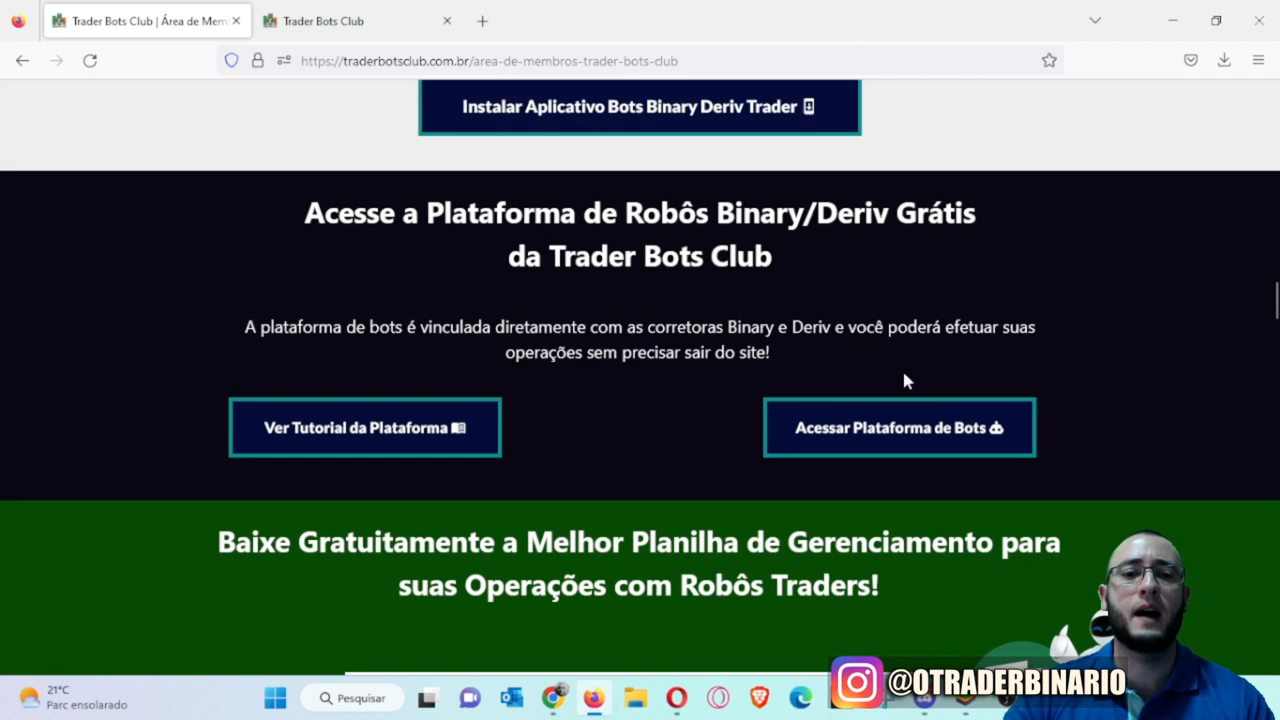 Trader Bots Club | Área de Mem
Trader Bots Club
https://traderbotsclub.com.br/area-de-membros-trader-bots-club
Instalar Aplicativo Bots Binary Deriv Trader
Acesse a Plataforma de Robôs Binary/Deriv Grátis
da Trader Bots Club
A plataforma de bots é vinculada diretamente com as corretoras Binary e Deriv e você poderá efetuar suas
operações sem precisar sair do site!
Ver Tutorial da Plataforma
Acessar Plataforma de Bots
Baixe Gratuitamente a Melhor Planilha de Gerenciamento para
suas Operações com Robôs Traders!
@OTRADERBINARIO
21°C
Parc ensolarado
Pesquisar